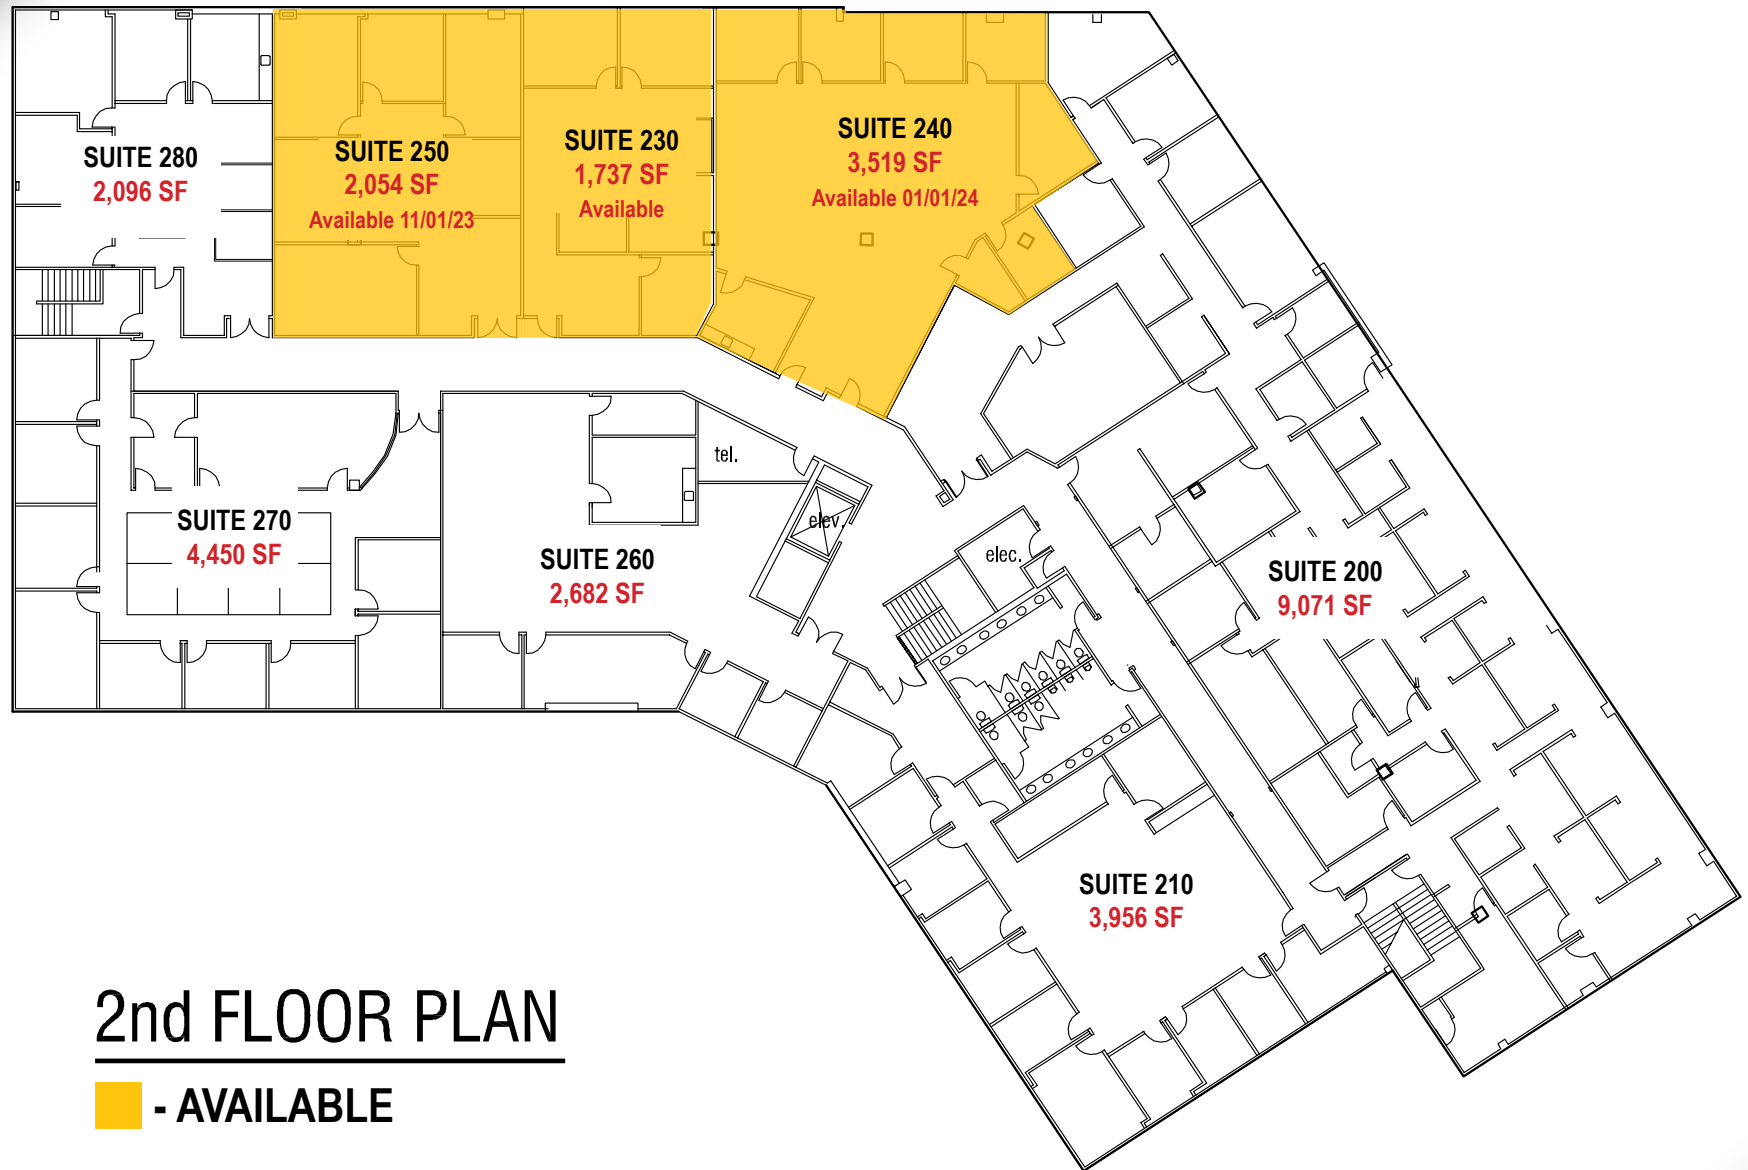 SUITE 280
2,096 SF
SUITE 250
2,054 SF
Available 11/01/23
SUITE 230
1,737 SF
Available
SUITE 240
3,519 SF
Available 01/01/24
tel.
elev.
elec.
SUITE 270
4,450 SF
SUITE 260
2,682 SF
SUITE 200
9,071 SF
SUITE 210
3,956 SF
2nd FLOOR PLAN
- AVAILABLE